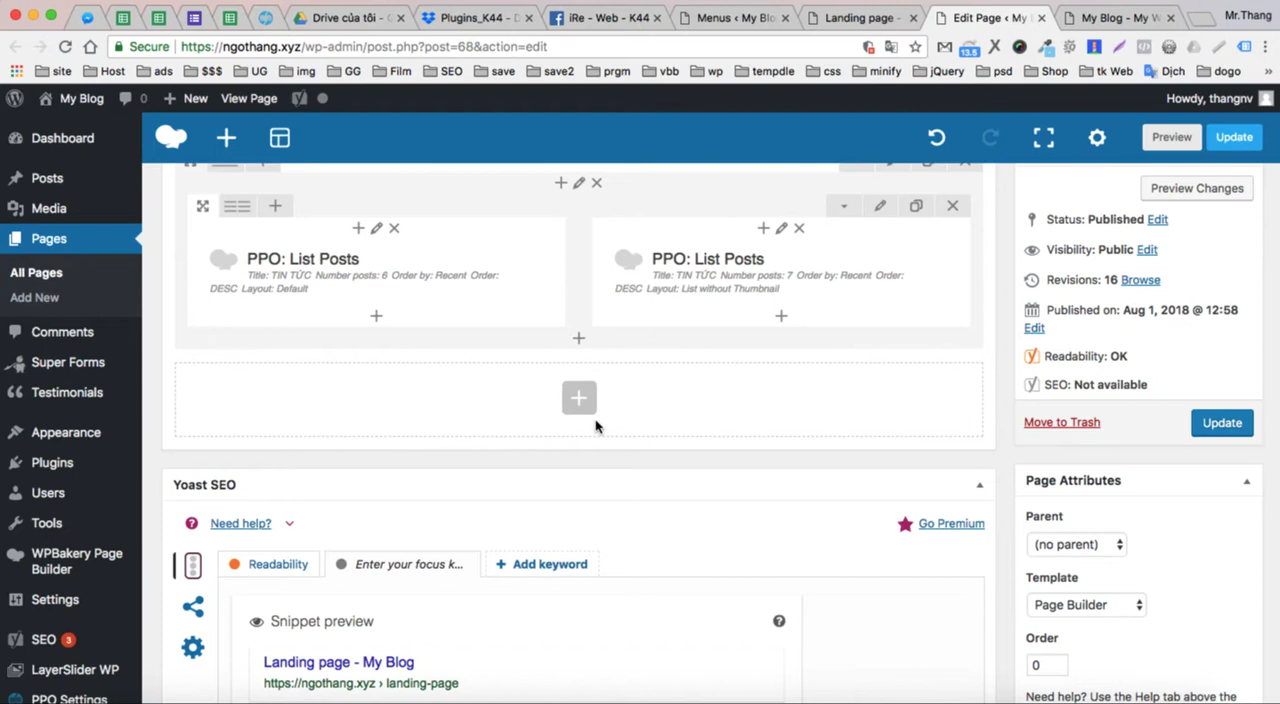 Mr.Thang
Drive của tôi - G
Plugins_K44 - D
iRe - Web - K44
Menus ‹ My Blo
Landing page -
Edit Page ‹ My
My Blog - My W
Secure https://ngothang.xyz/wp-admin/post.php?post=68&action=edit
13.5
site Host ads $$$ UG img GG Film SEO save save2 prgm vbb wp tempdle css minify jQuery psd Shop tk Web Dịch dogo »
My Blog 0 New View Page
Howdy, thangnv
Dashboard
Posts
Media
Pages
All Pages
Add New
Comments
Super Forms
Testimonials
Appearance
Plugins
Users
Tools
WPBakery Page
Builder
Settings
SEO 3
LayerSlider WP
PPO Settings
Preview Update
PPO: List Posts
Title: TIN TỨC Number posts: 6 Order by: Recent Order:
DESC Layout: Default
PPO: List Posts
Title: TIN TỨC Number posts: 7 Order by: Recent Order:
DESC Layout: List without Thumbnail
Yoast SEO
Need help?
Go Premium
Readability
Enter your focus k...
Add keyword
Snippet preview
Landing page - My Blog
https://ngothang.xyz › landing-page
Preview Changes
Status: Published Edit
Visibility: Public Edit
Revisions: 16 Browse
Published on: Aug 1, 2018 @ 12:58
Edit
Readability: OK
SEO: Not available
Move to Trash
Update
Page Attributes
Parent
(no parent)
Template
Page Builder
Order
0
Need help? Use the Help tab above the